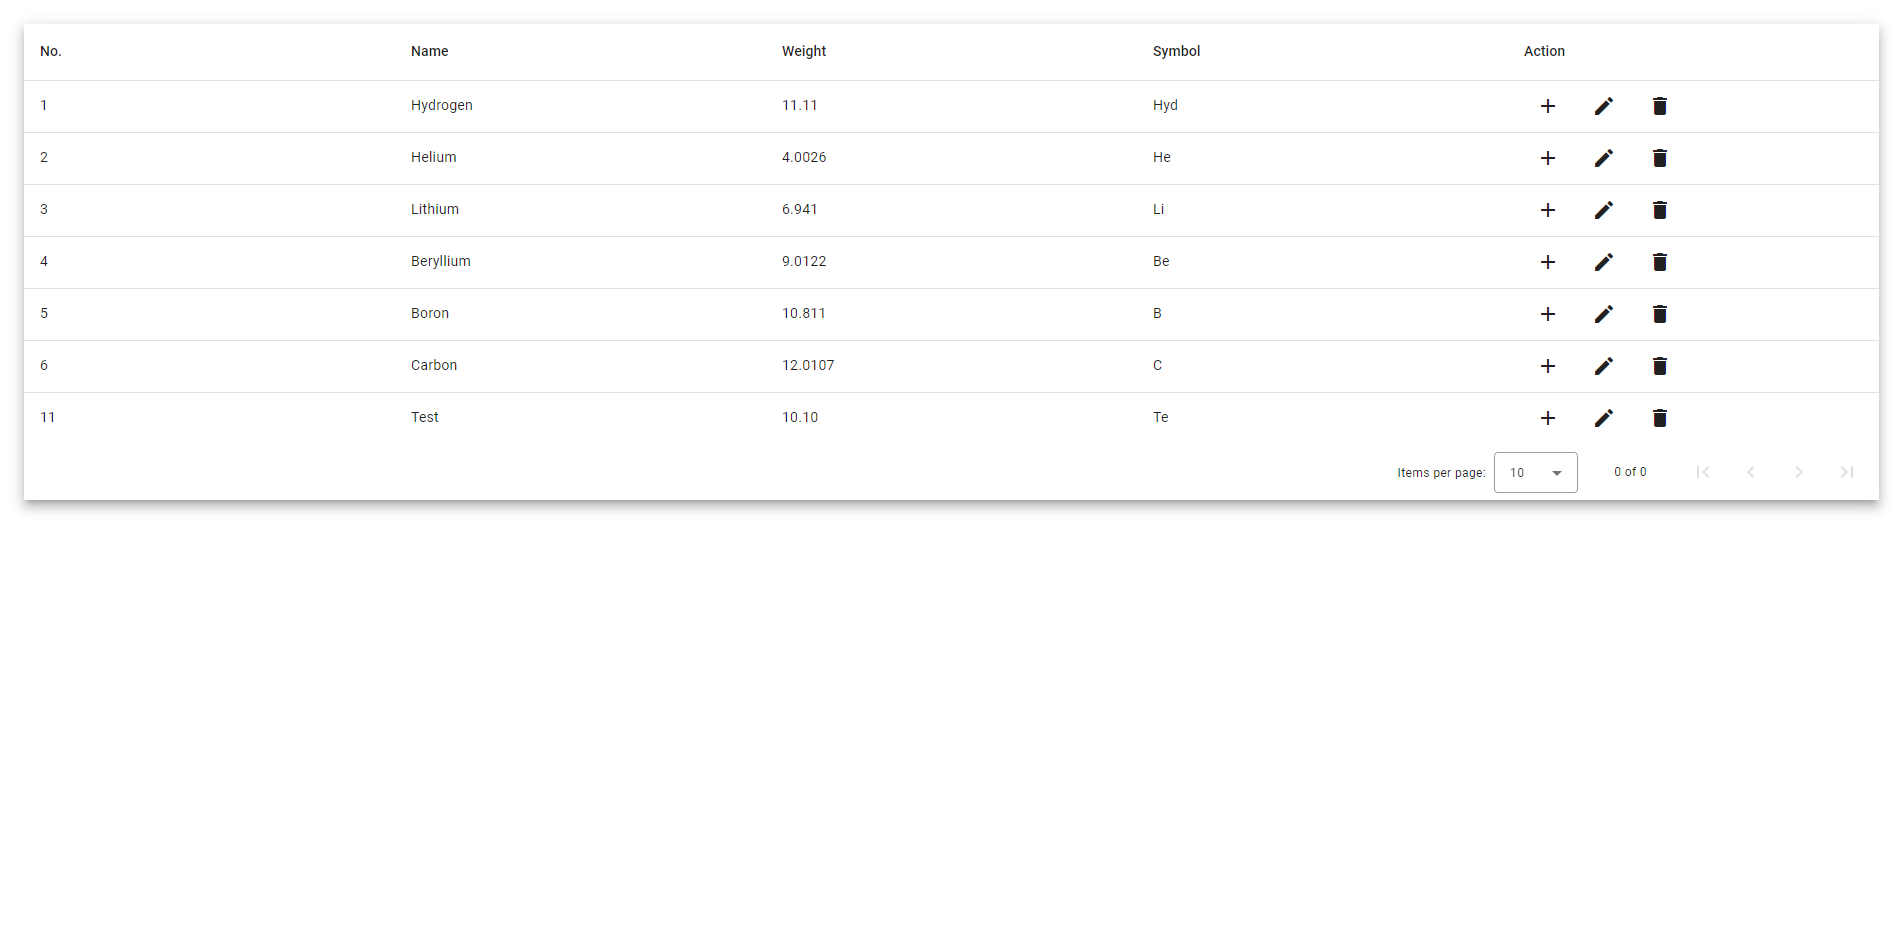 No. Name Weight Symbol Action
1 Hydrogen 11.11 Hyd
2 Helium 4.0026 He
3 Lithium 6.941 Li
4 Beryllium 9.0122 Be
5 Boron 10.811 B
6 Carbon 12.0107 C
11 Test 10.10 Te
Items per page: 10 0 of 0